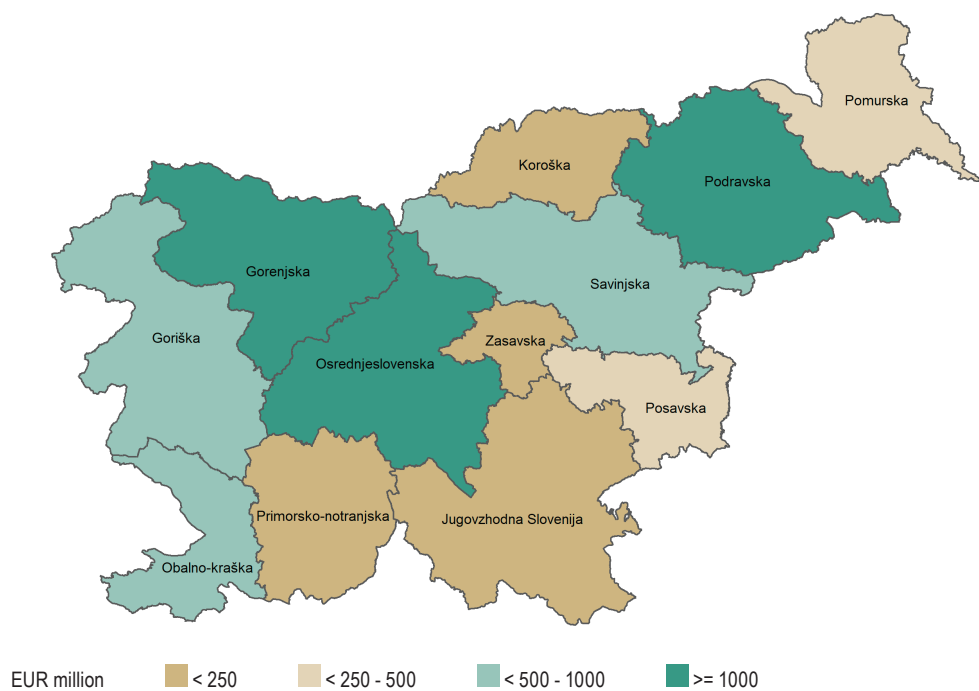 Pomurska
Koroška
Podravska
Gorenjska
Savinjska
Goriška
Zasavska
Osrednjeslovenska
Posavska
Primorsko-notranjska
Jugovzhodna Slovenija
Obalno-kraška
EUR million < 250 < 250 - 500 < 500 - 1000 >= 1000